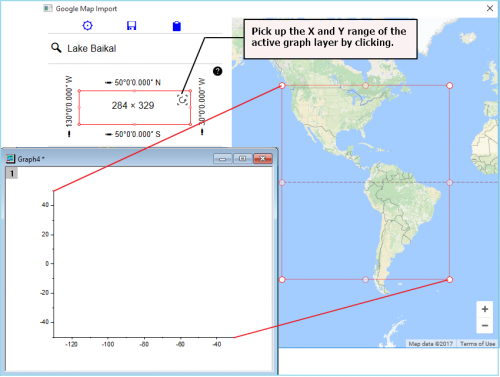 Google Map Import
Pick up the X and Y range of the
active graph layer by clicking.
Lake Baikal
?
50°0'0.000" N
130°0'0.000" W
284 × 329
30°0'0.000" W
50°0'0.000" S
Graph4 *
1
40
20
0
-20
-40
-120
-100
-80
-60
-40
+
−
Map data ©2017
Terms of Use